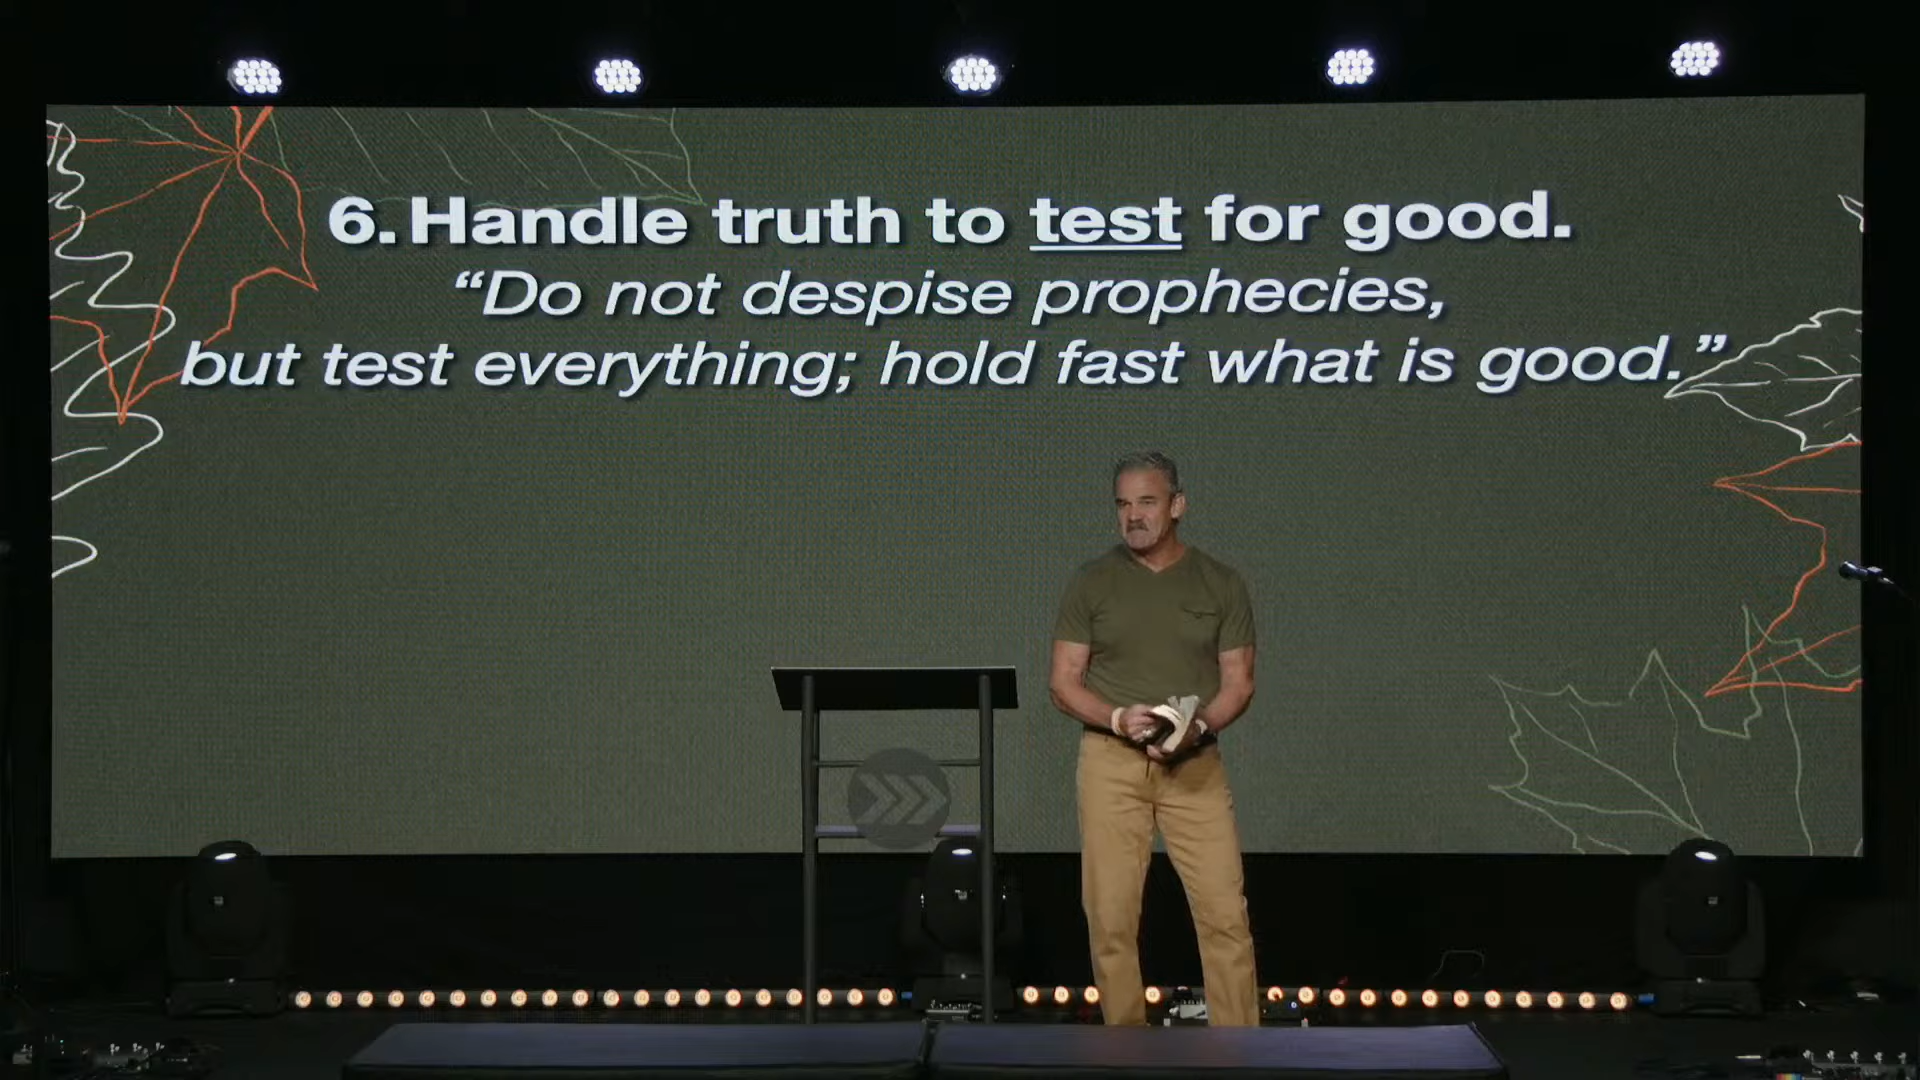 6. Handle truth to test for good.
“Do not despise prophecies,
but test everything; hold fast what is good.”